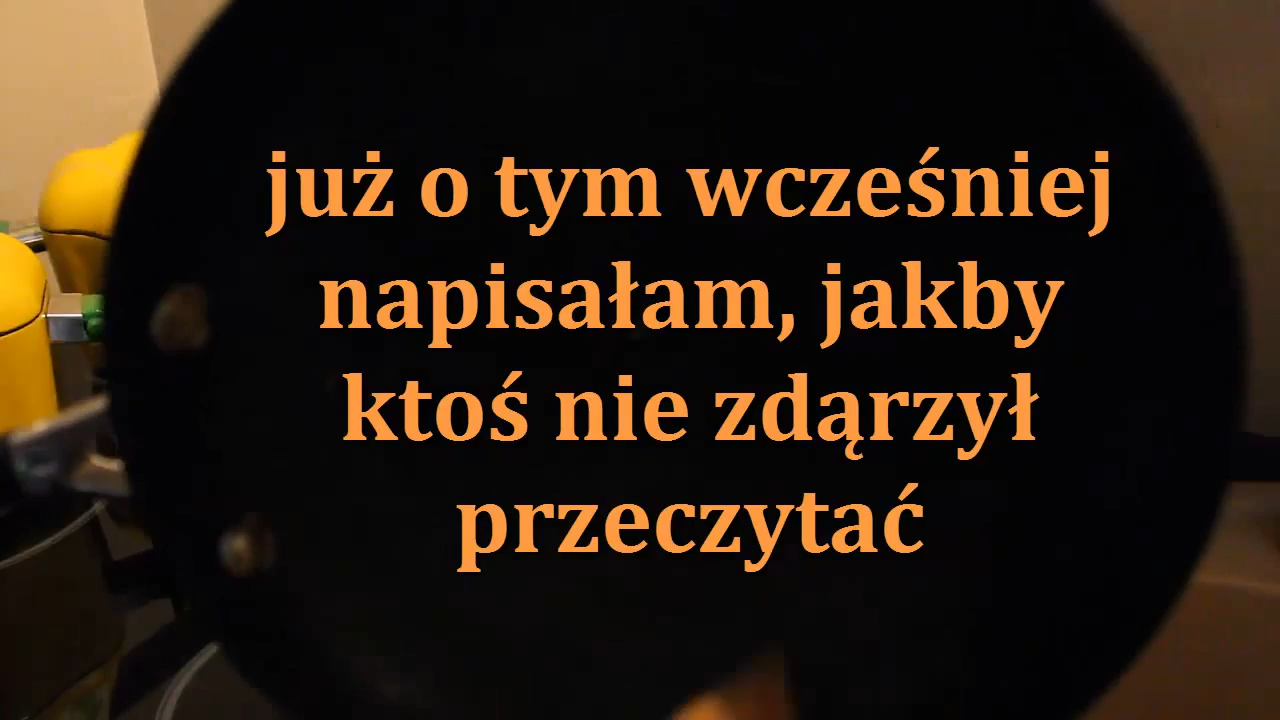 już o tym wcześniej
napisałam, jakby
ktoś nie zdąrzył
przeczytać